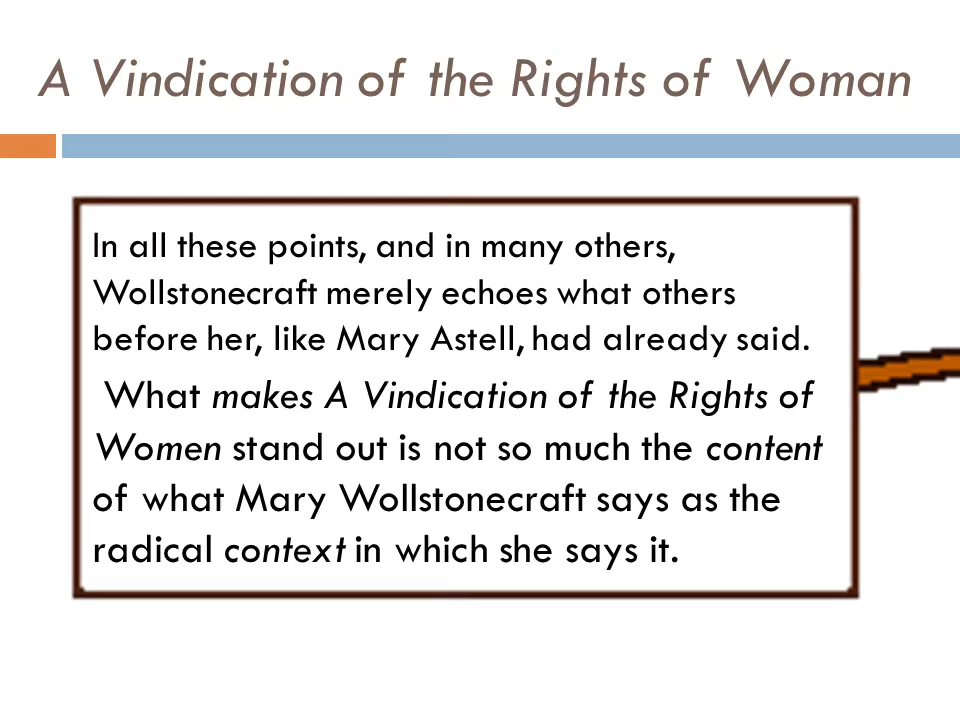 A Vindication of the Rights of Woman
In all these points, and in many others,
Wollstonecraft merely echoes what others
before her, like Mary Astell, had already said.
What makes A Vindication of the Rights of
Women stand out is not so much the content
of what Mary Wollstonecraft says as the
radical context in which she says it.